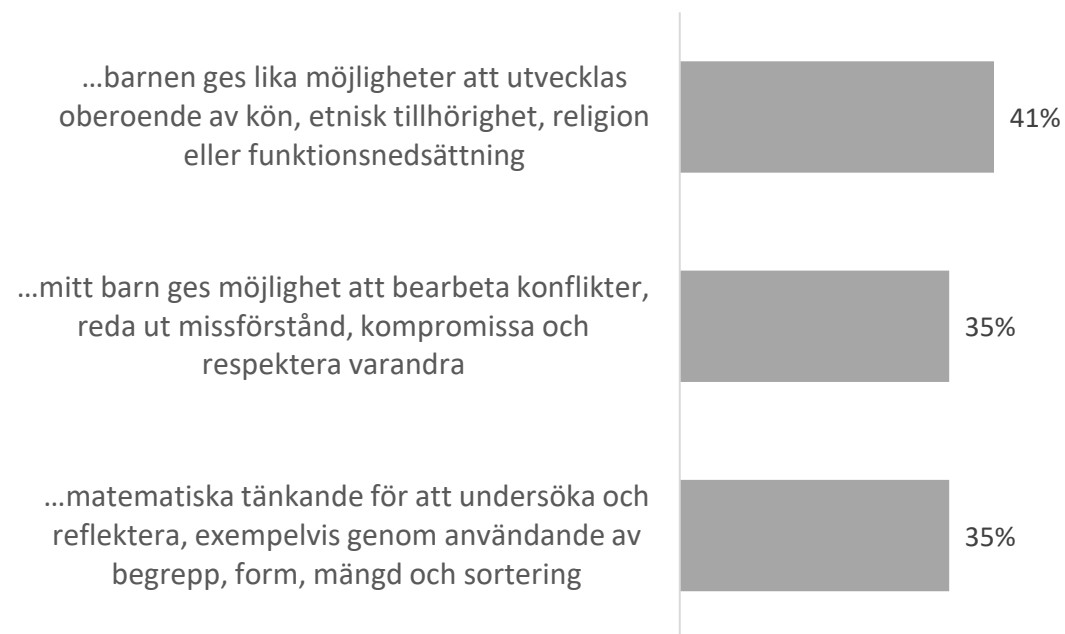 …barnen ges lika möjligheter att utvecklas
oberoende av kön, etnisk tillhörighet, religion
eller funktionsnedsättning
41%
…mitt barn ges möjlighet att bearbeta konflikter,
reda ut missförstånd, kompromissa och
respektera varandra
35%
…matematiska tänkande för att undersöka och
reflektera, exempelvis genom användande av
begrepp, form, mängd och sortering
35%